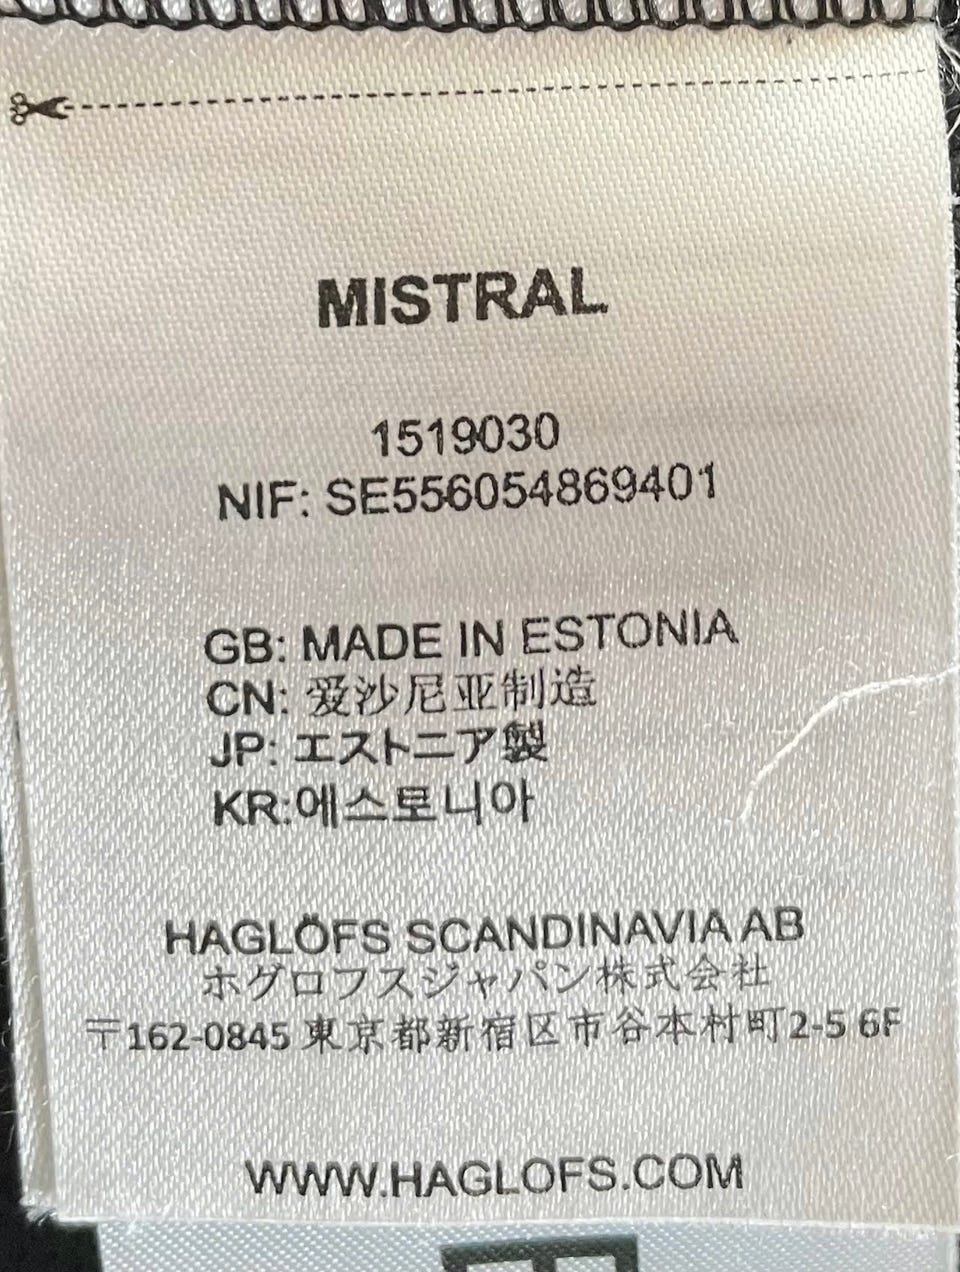 MISTRAL
1519030
NIF: SE556054869401
GB: MADE IN ESTONIA
CN: 爱沙尼亚制造
JP: エストニア製
KR:에스토니아
HAGLÖFS SCANDINAVIA AB
ホグロフスジャパン株式会社
〒162-0845 東京都新宿区市谷本村町2-5 6F
WWW.HAGLOFS.COM